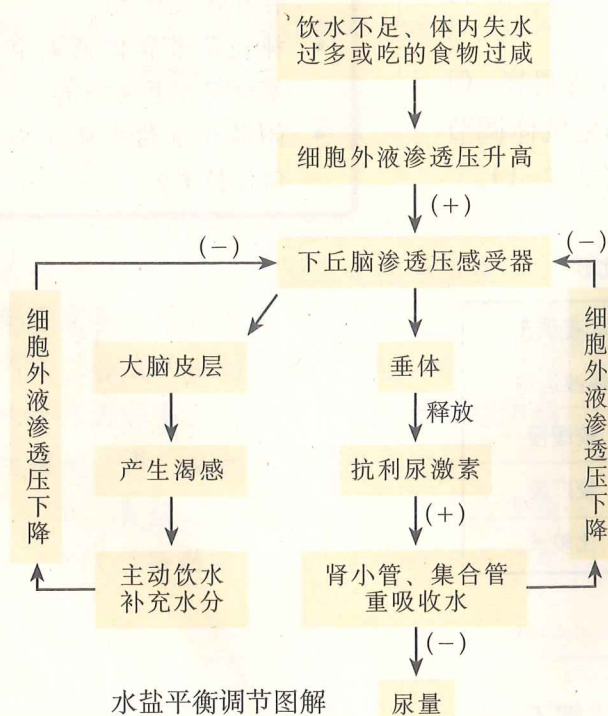 饮水不足、体内失水
过多或吃的食物过咸
细胞外液渗透压升高
(+)
(−)
下丘脑渗透压感受器
(−)
细胞外液渗透压下降
大脑皮层
垂体
细胞外液渗透压下降
释放
产生渴感
抗利尿激素
(+)
主动饮水
补充水分
肾小管、集合管
重吸收水
(−)
水盐平衡调节图解
尿量